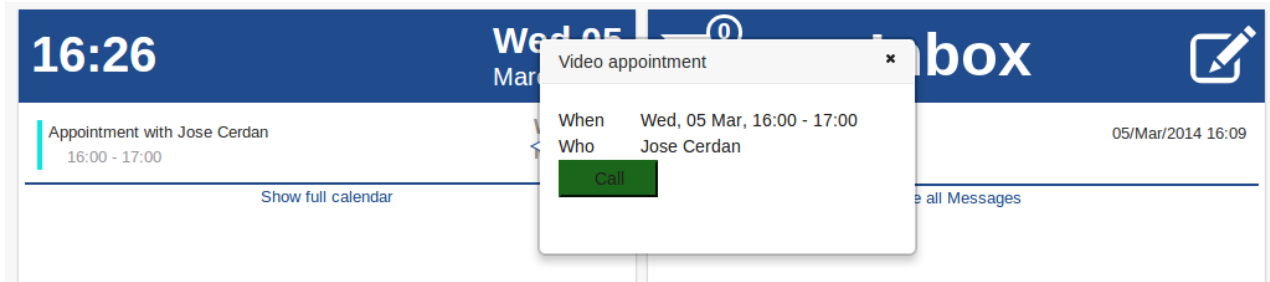 16:26
Wed 05
Mar
0
box
Video appointment
When Wed, 05 Mar, 16:00 - 17:00
Who Jose Cerdan
Call
Appointment with Jose Cerdan
16:00 - 17:00
05/Mar/2014 16:09
Show full calendar
all Messages